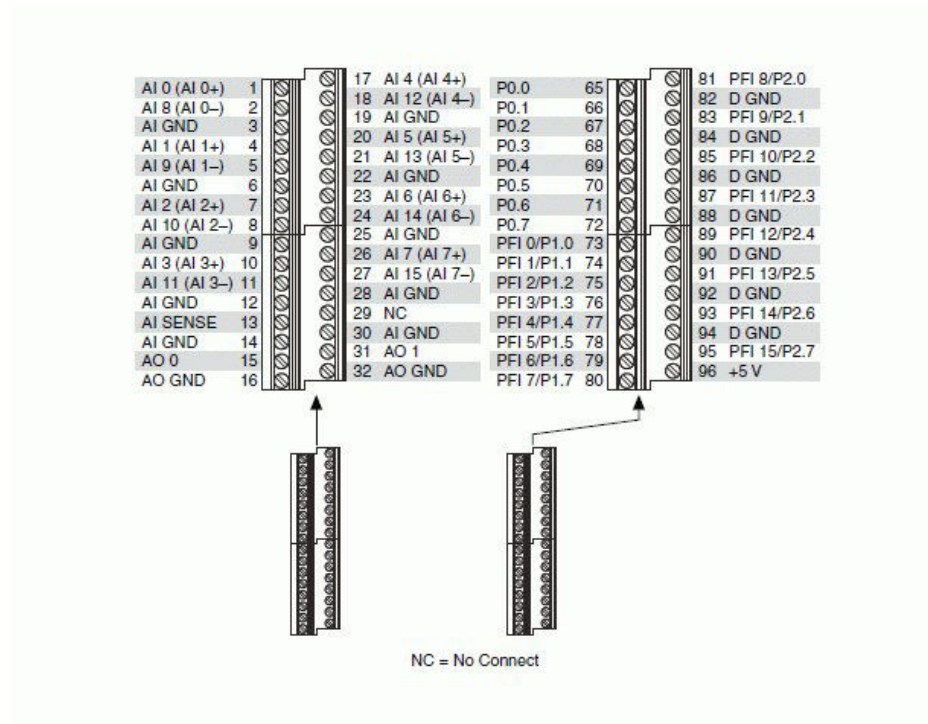 AI 0 (AI 0+) 1
AI 8 (AI 0–) 2
AI GND 3
AI 1 (AI 1+) 4
AI 9 (AI 1–) 5
AI GND 6
AI 2 (AI 2+) 7
AI 10 (AI 2–) 8
AI GND 9
AI 3 (AI 3+) 10
AI 11 (AI 3–) 11
AI GND 12
AI SENSE 13
AI GND 14
AO 0 15
AO GND 16
17 AI 4 (AI 4+)
18 AI 12 (AI 4–)
19 AI GND
20 AI 5 (AI 5+)
21 AI 13 (AI 5–)
22 AI GND
23 AI 6 (AI 6+)
24 AI 14 (AI 6–)
25 AI GND
26 AI 7 (AI 7+)
27 AI 15 (AI 7–)
28 AI GND
29 NC
30 AI GND
31 AO 1
32 AO GND
P0.0 65
P0.1 66
P0.2 67
P0.3 68
P0.4 69
P0.5 70
P0.6 71
P0.7 72
PFI 0/P1.0 73
PFI 1/P1.1 74
PFI 2/P1.2 75
PFI 3/P1.3 76
PFI 4/P1.4 77
PFI 5/P1.5 78
PFI 6/P1.6 79
PFI 7/P1.7 80
81 PFI 8/P2.0
82 D GND
83 PFI 9/P2.1
84 D GND
85 PFI 10/P2.2
86 D GND
87 PFI 11/P2.3
88 D GND
89 PFI 12/P2.4
90 D GND
91 PFI 13/P2.5
92 D GND
93 PFI 14/P2.6
94 D GND
95 PFI 15/P2.7
96 +5 V
NC = No Connect